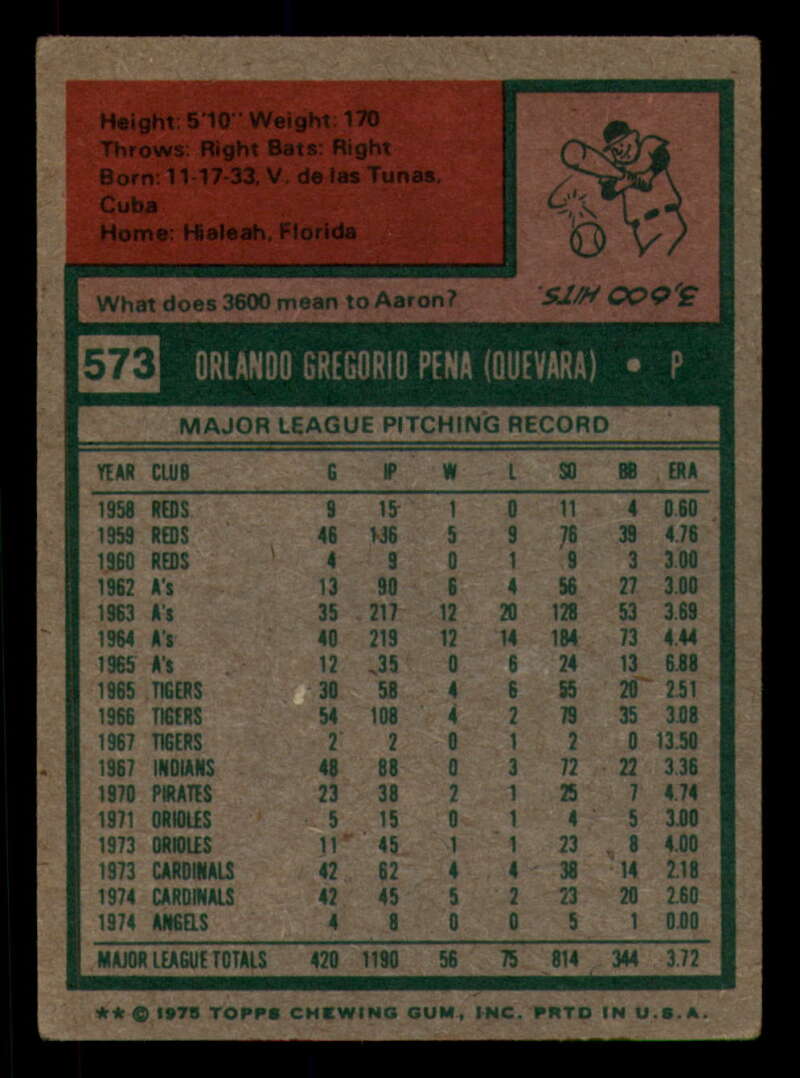 Height: 5'10" Weight: 170
Throws: Right Bats: Right
Born: 11-17-33, V. de las Tunas,
Cuba
Home: Hialeah, Florida
What does 3600 mean to Aaron?
3,600 HITS.
573 ORLANDO GREGORIO PENA (QUEVARA) • P
MAJOR LEAGUE PITCHING RECORD
YEAR CLUB G IP W L SO BB ERA
1958 REDS 9 15 1 0 11 4 0.60
1959 REDS 46 136 5 9 76 39 4.76
1960 REDS 4 9 0 1 9 3 3.00
1962 A's 13 90 6 4 56 27 3.00
1963 A's 35 217 12 20 128 53 3.69
1964 A's 40 219 12 14 184 73 4.44
1965 A's 12 35 0 6 24 13 6.88
1965 TIGERS 30 58 4 6 55 20 2.51
1966 TIGERS 54 108 4 2 79 35 3.08
1967 TIGERS 2 2 0 1 2 0 13.50
1967 INDIANS 48 88 0 3 72 22 3.36
1970 PIRATES 23 38 2 1 25 7 4.74
1971 ORIOLES 5 15 0 1 4 5 3.00
1973 ORIOLES 11 45 1 1 23 8 4.00
1973 CARDINALS 42 62 4 4 38 14 2.18
1974 CARDINALS 42 45 5 2 23 20 2.60
1974 ANGELS 4 8 0 0 5 1 0.00
MAJOR LEAGUE TOTALS 420 1190 56 75 814 344 3.72
** © 1975 TOPPS CHEWING GUM, INC. PRTD IN U.S.A.